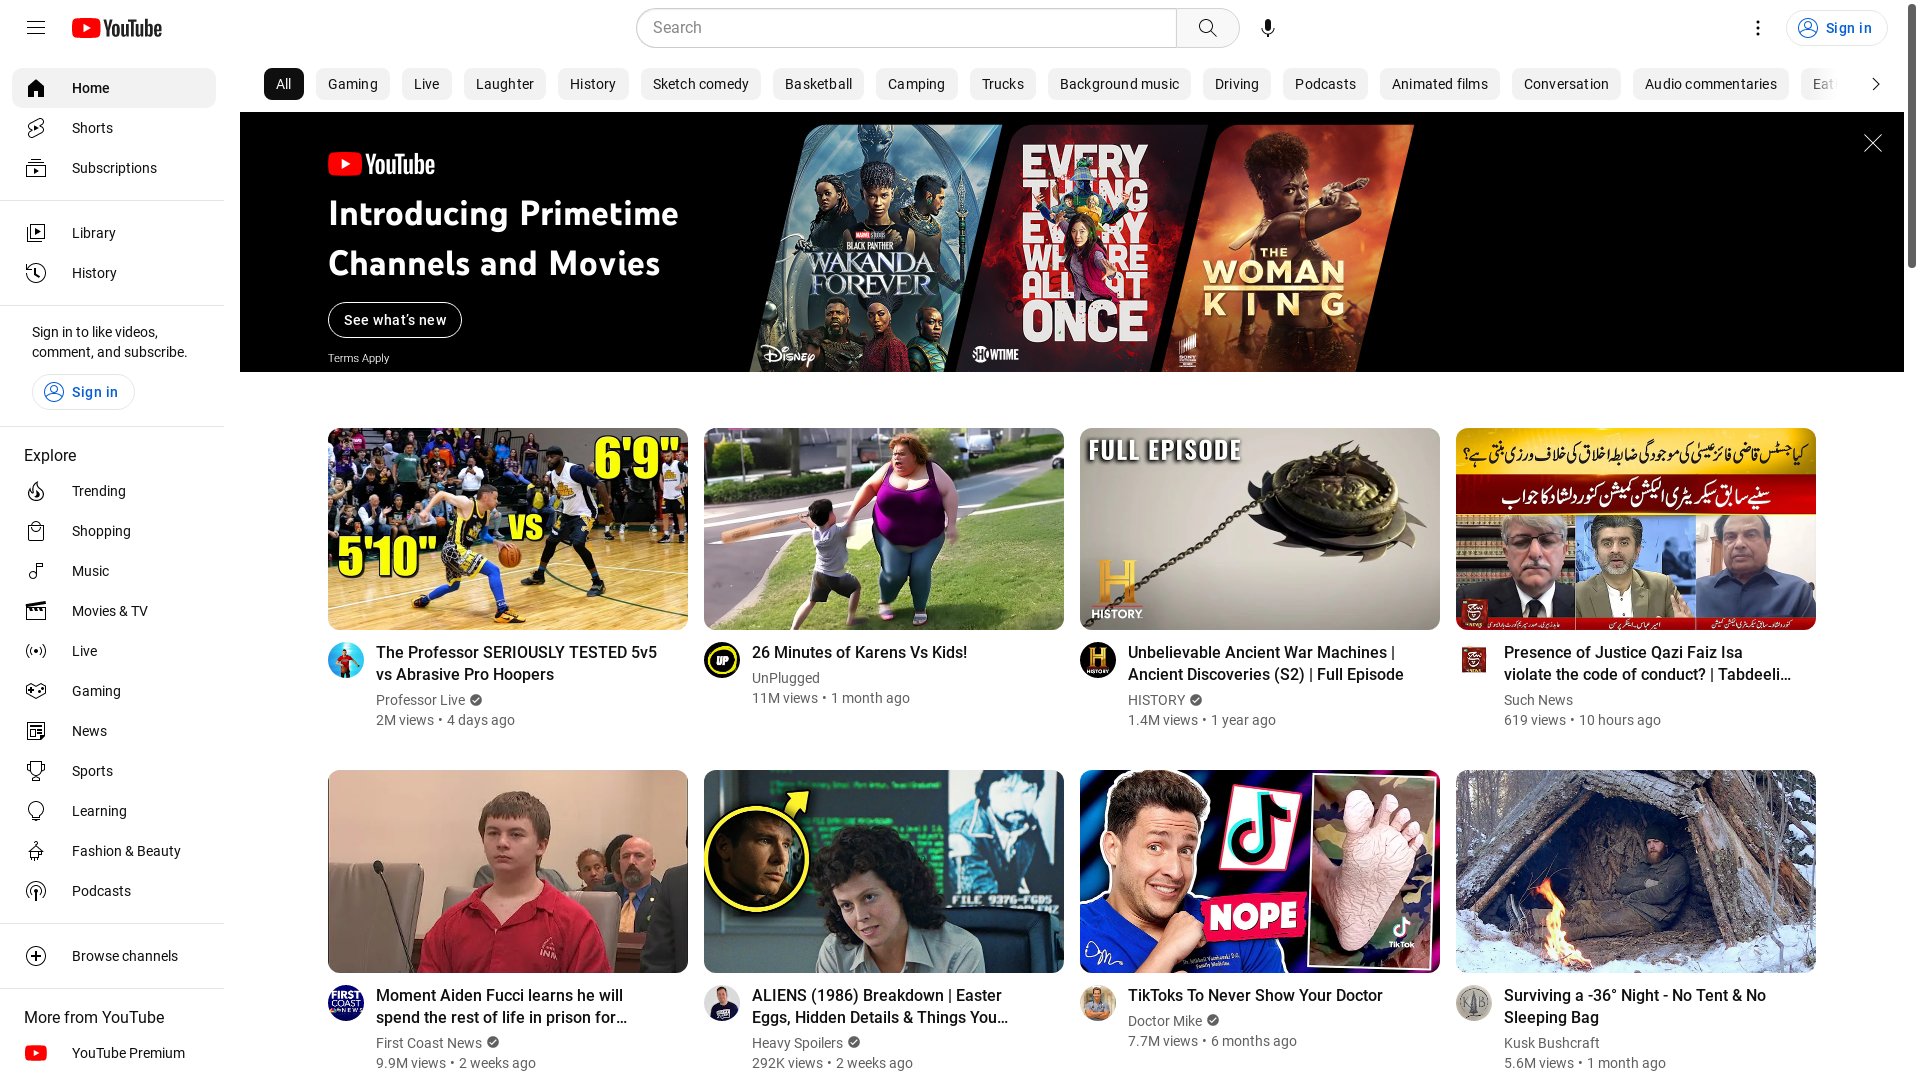 YouTube
Search
Sign in
Home
Shorts
Subscriptions
Library
History
Sign in to like videos,
comment, and subscribe.
Sign in
Explore
Trending
Shopping
Music
Movies & TV
Live
Gaming
News
Sports
Learning
Fashion & Beauty
Podcasts
Browse channels
More from YouTube
YouTube Premium
All
Gaming
Live
Laughter
History
Sketch comedy
Basketball
Camping
Trucks
Background music
Driving
Podcasts
Animated films
Conversation
Audio commentaries
YouTube
Introducing Primetime
Channels and Movies
See what's new
Terms Apply
MARVEL STUDIOS
BLACK PANTHER
WAKANDA
FOREVER
DISNEY
EVERY
THING
EVERY
WHERE
ALL AT
ONCE
SHOWTIME
THE
WOMAN
KING
SONY
6'9"
VS
5'10"
The Professor SERIOUSLY TESTED 5v5
vs Abrasive Pro Hoopers
Professor Live
2M views • 4 days ago
UP
26 Minutes of Karens Vs Kids!
UnPlugged
11M views • 1 month ago
FULL EPISODE
H
HISTORY
Unbelievable Ancient War Machines |
Ancient Discoveries (S2) | Full Episode
HISTORY
1.4M views • 1 year ago
کیا جسٹس قاضی فائز عیسیٰ کی موجودگی ضابطہ اخلاق کی خلاف ورزی بنتی ہے؟
سنیے سابق سیکریٹری الیکشن کمیشن کنور دلشاد کا جواب
Presence of Justice Qazi Faiz Isa
violate the code of conduct? | Tabdeeli...
Such News
619 views • 10 hours ago
FIRST
COAST
NEWS
Moment Aiden Fucci learns he will
spend the rest of life in prison for...
First Coast News
9.9M views • 2 weeks ago
FILE 9376-FGD5
ALIENS (1986) Breakdown | Easter
Eggs, Hidden Details & Things You...
Heavy Spoilers
292K views • 2 weeks ago
NOPE
TikTok
TikToks To Never Show Your Doctor
Doctor Mike
7.7M views • 6 months ago
KB
Surviving a -36° Night - No Tent & No
Sleeping Bag
Kusk Bushcraft
5.6M views • 1 month ago